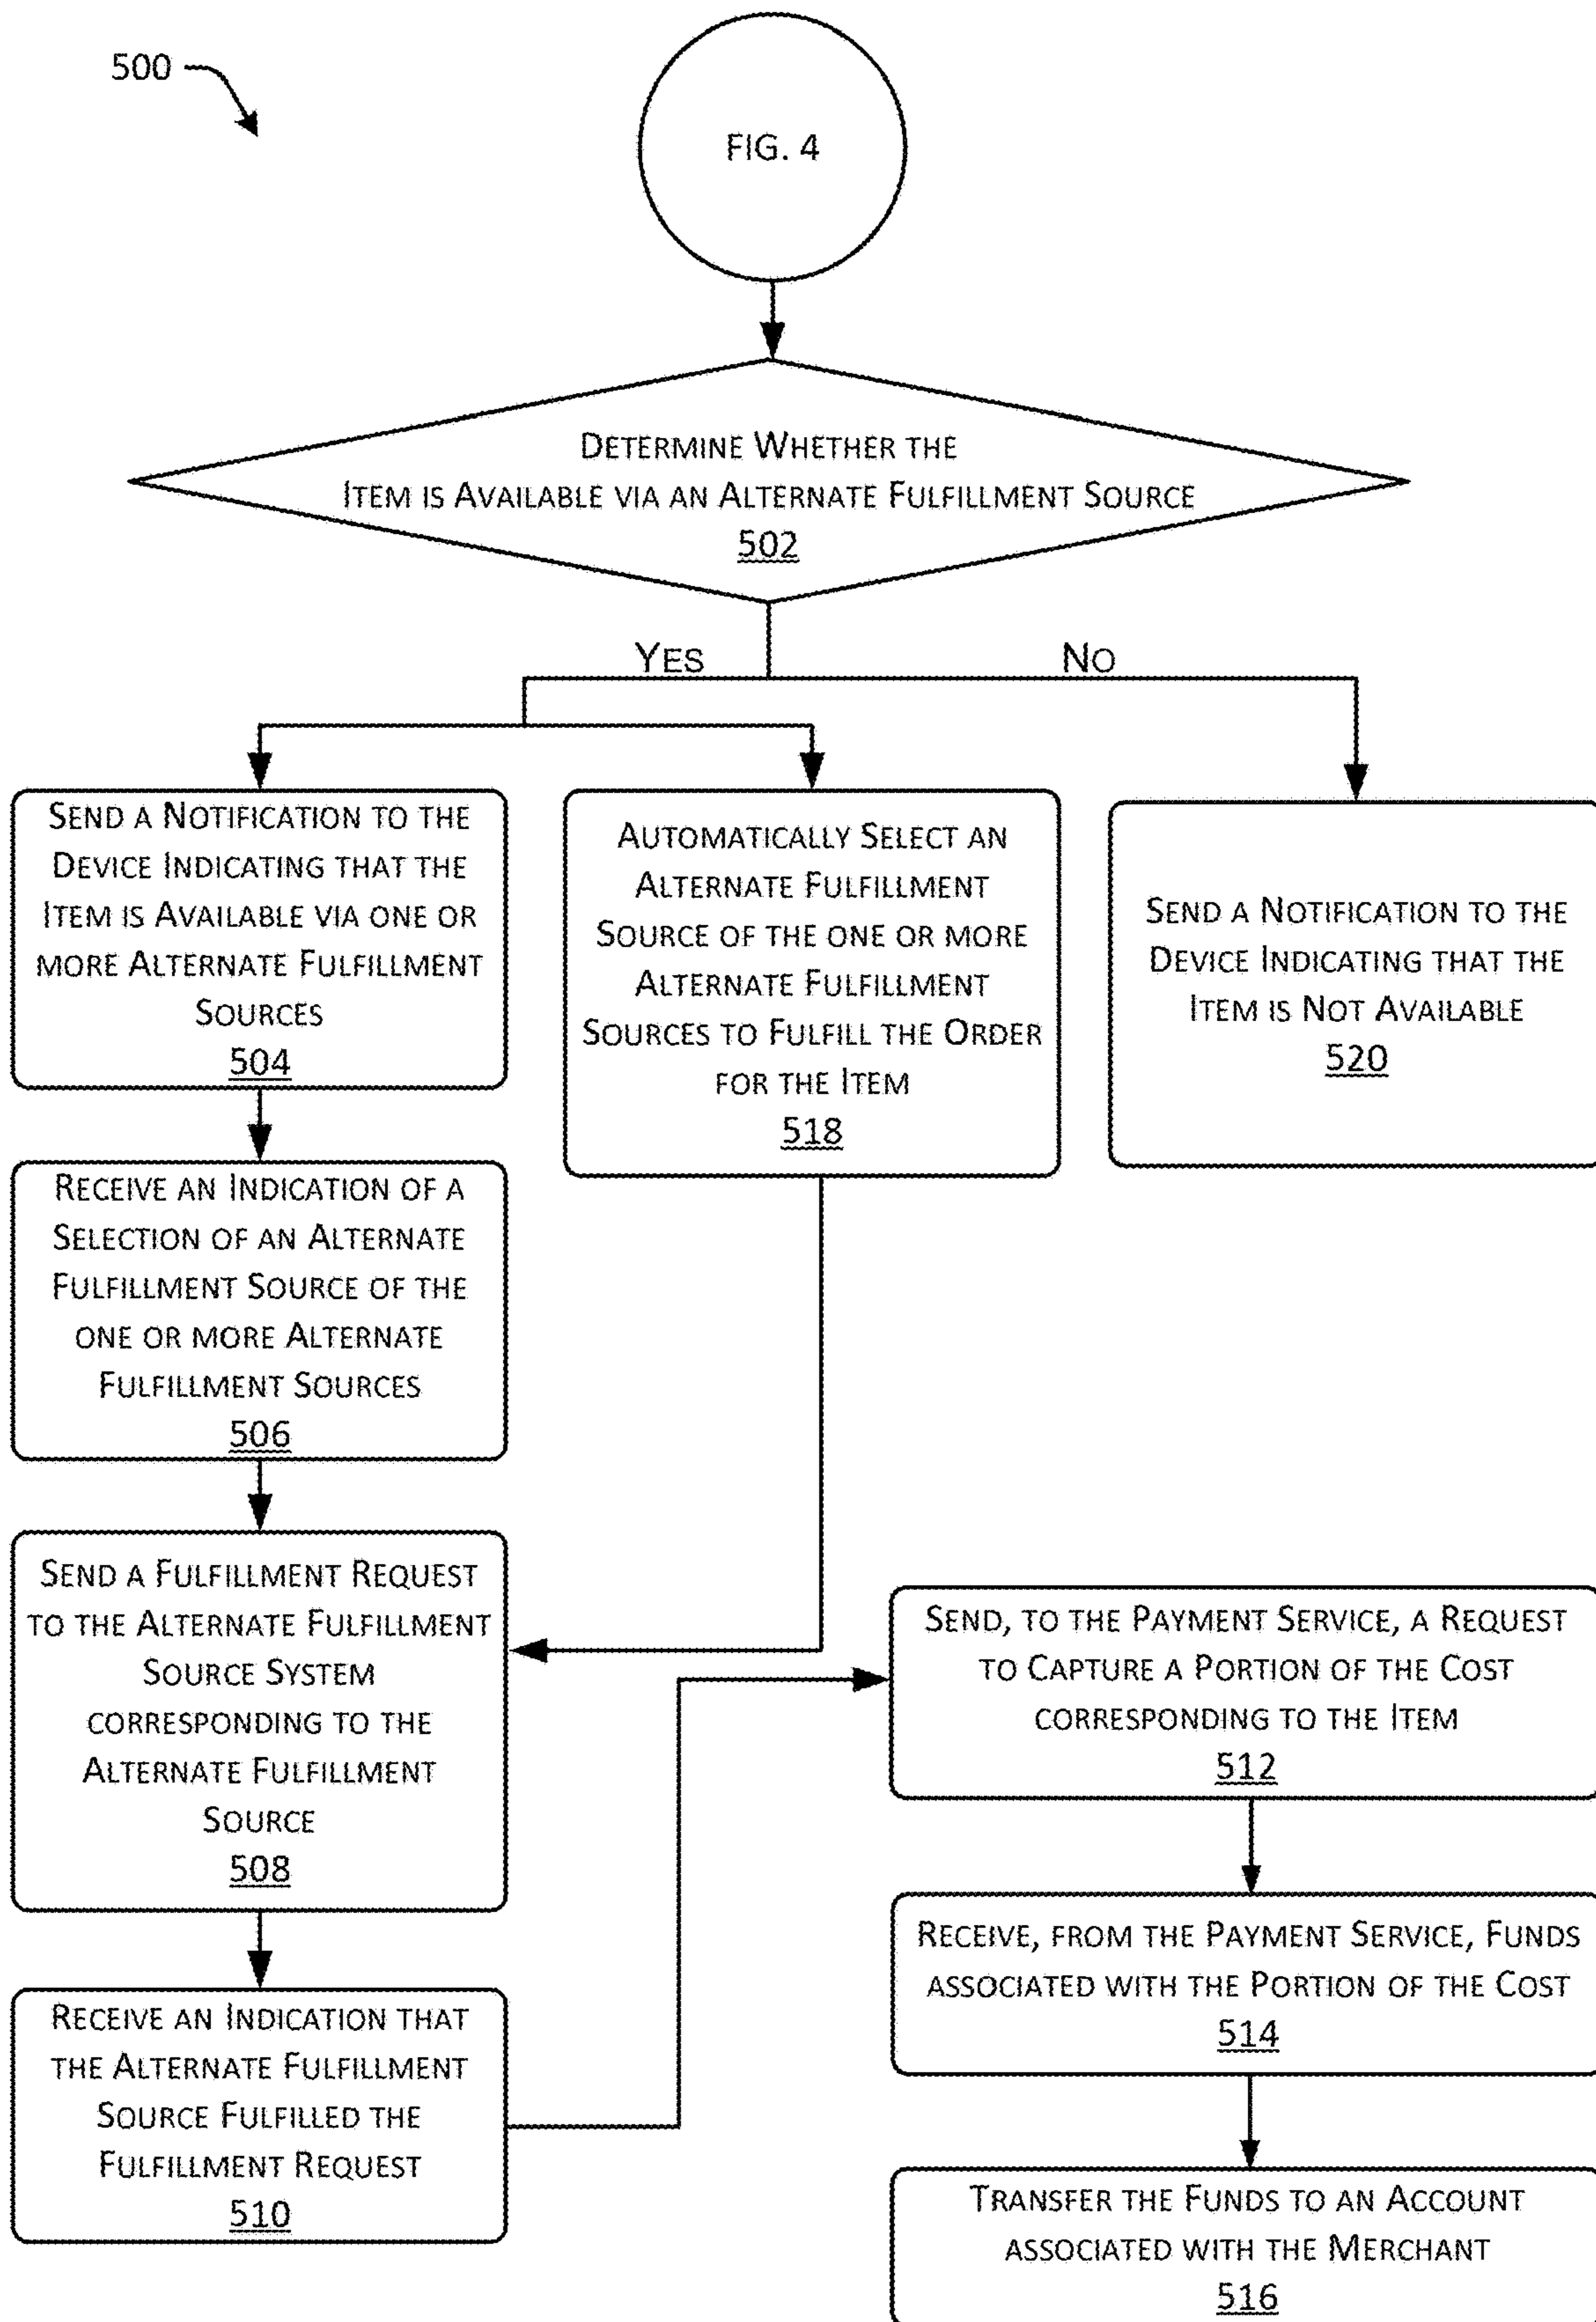 500
FIG. 4
DETERMINE WHETHER THE
ITEM IS AVAILABLE VIA AN ALTERNATE FULFILLMENT SOURCE
502
YES
NO
SEND A NOTIFICATION TO THE
DEVICE INDICATING THAT THE
ITEM IS AVAILABLE VIA ONE OR
MORE ALTERNATE FULFILLMENT
SOURCES
504
AUTOMATICALLY SELECT AN
ALTERNATE FULFILLMENT
SOURCE OF THE ONE OR MORE
ALTERNATE FULFILLMENT
SOURCES TO FULFILL THE ORDER
FOR THE ITEM
518
SEND A NOTIFICATION TO THE
DEVICE INDICATING THAT THE
ITEM IS NOT AVAILABLE
520
RECEIVE AN INDICATION OF A
SELECTION OF AN ALTERNATE
FULFILLMENT SOURCE OF THE
ONE OR MORE ALTERNATE
FULFILLMENT SOURCES
506
SEND A FULFILLMENT REQUEST
TO THE ALTERNATE FULFILLMENT
SOURCE SYSTEM
CORRESPONDING TO THE
ALTERNATE FULFILLMENT
SOURCE
508
RECEIVE AN INDICATION THAT
THE ALTERNATE FULFILLMENT
SOURCE FULFILLED THE
FULFILLMENT REQUEST
510
SEND, TO THE PAYMENT SERVICE, A REQUEST
TO CAPTURE A PORTION OF THE COST
CORRESPONDING TO THE ITEM
512
RECEIVE, FROM THE PAYMENT SERVICE, FUNDS
ASSOCIATED WITH THE PORTION OF THE COST
514
TRANSFER THE FUNDS TO AN ACCOUNT
ASSOCIATED WITH THE MERCHANT
516